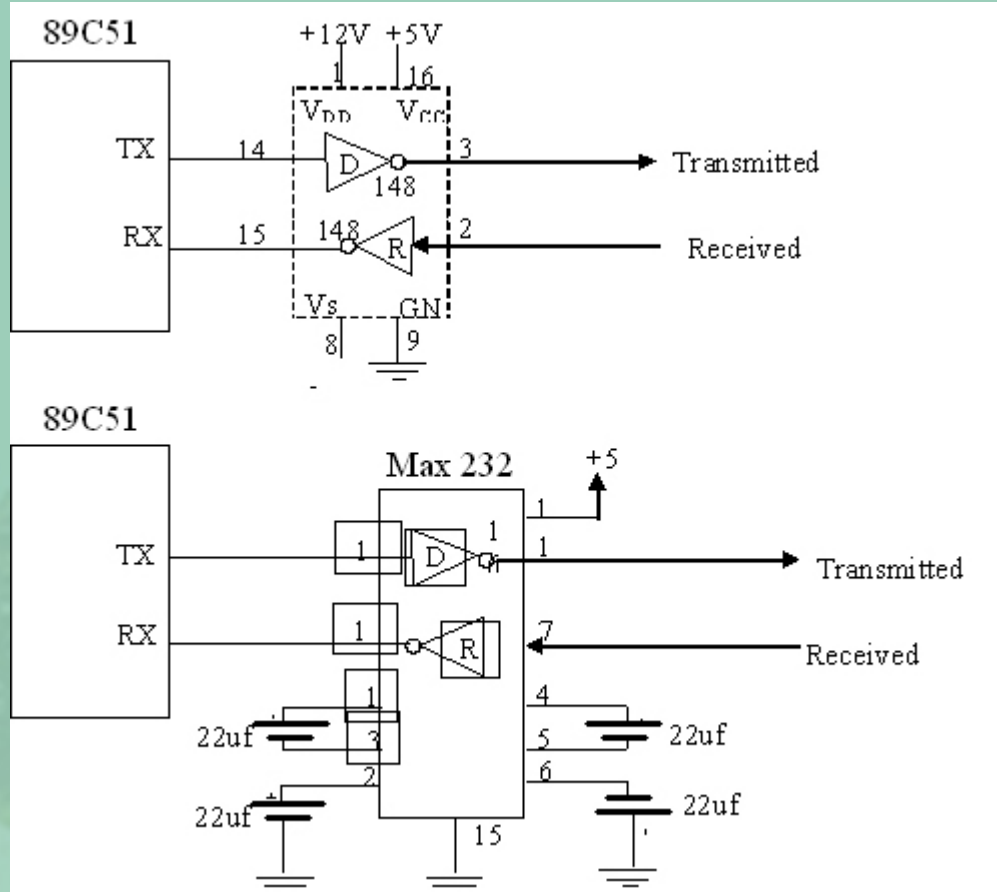 89C51
+12V +5V
1 16
VDD VCC
TX 14 D 3 Transmitted
148
148
RX 15 R 2 Received
Vs GN
8 9
89C51
Max 232
+5
1
TX 1 D 1 1 Transmitted
RX 1 R 7 Received
1 4
22uf 3 5 22uf
2 6
22uf 22uf
15